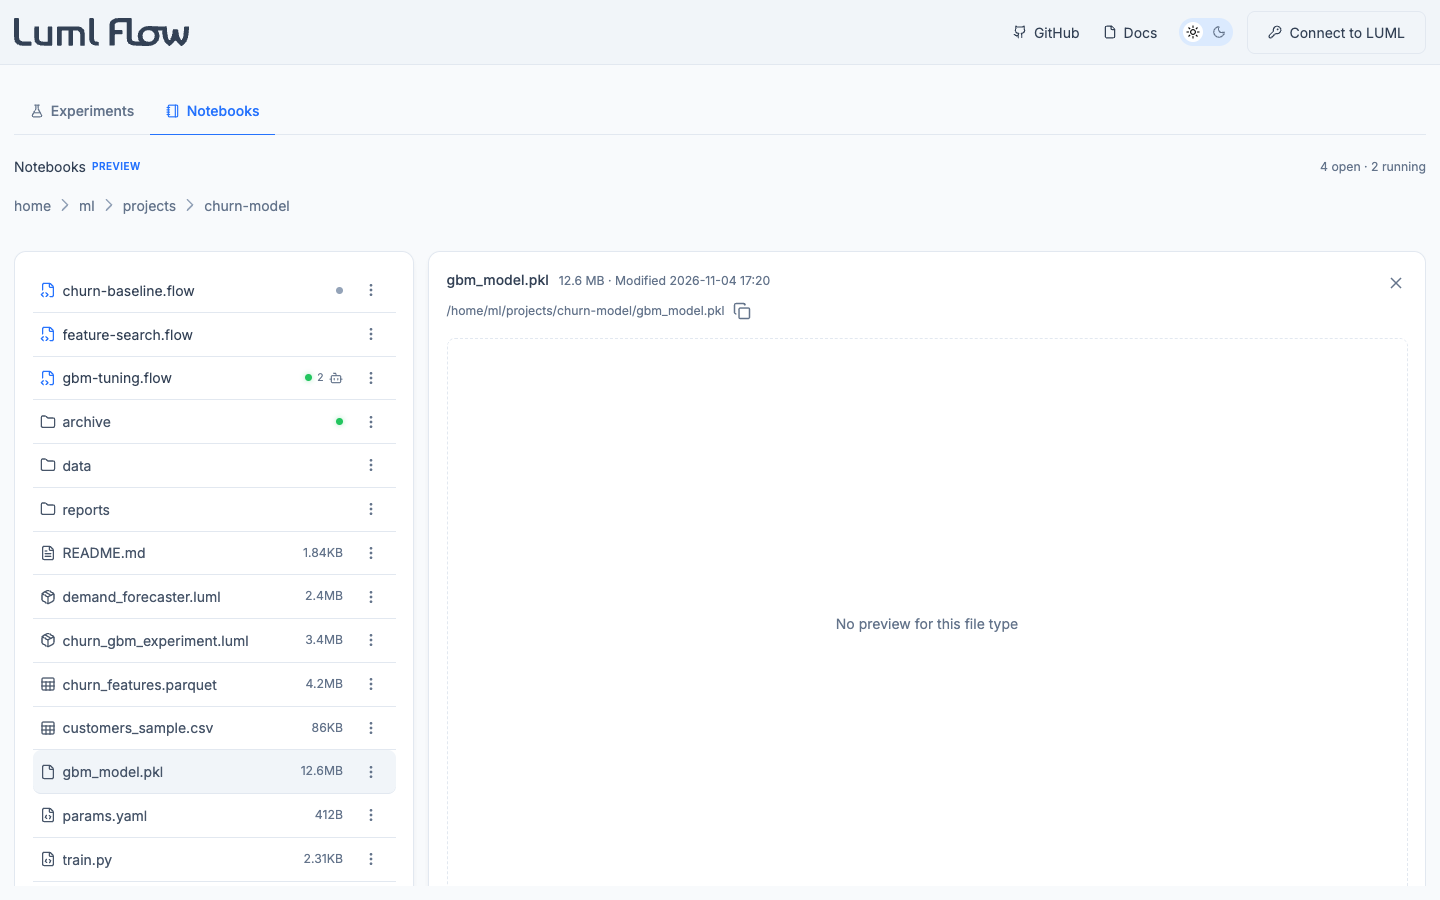 Luml Flow
GitHub
Docs
Connect to LUML
Experiments
Notebooks
Notebooks PREVIEW
4 open · 2 running
home > ml > projects > churn-model
churn-baseline.flow
feature-search.flow
gbm-tuning.flow 2
archive
data
reports
README.md 1.84KB
demand_forecaster.luml 2.4MB
churn_gbm_experiment.luml 3.4MB
churn_features.parquet 4.2MB
customers_sample.csv 86KB
gbm_model.pkl 12.6MB
params.yaml 412B
train.py 2.31KB
gbm_model.pkl 12.6 MB · Modified 2026-11-04 17:20
/home/ml/projects/churn-model/gbm_model.pkl
No preview for this file type